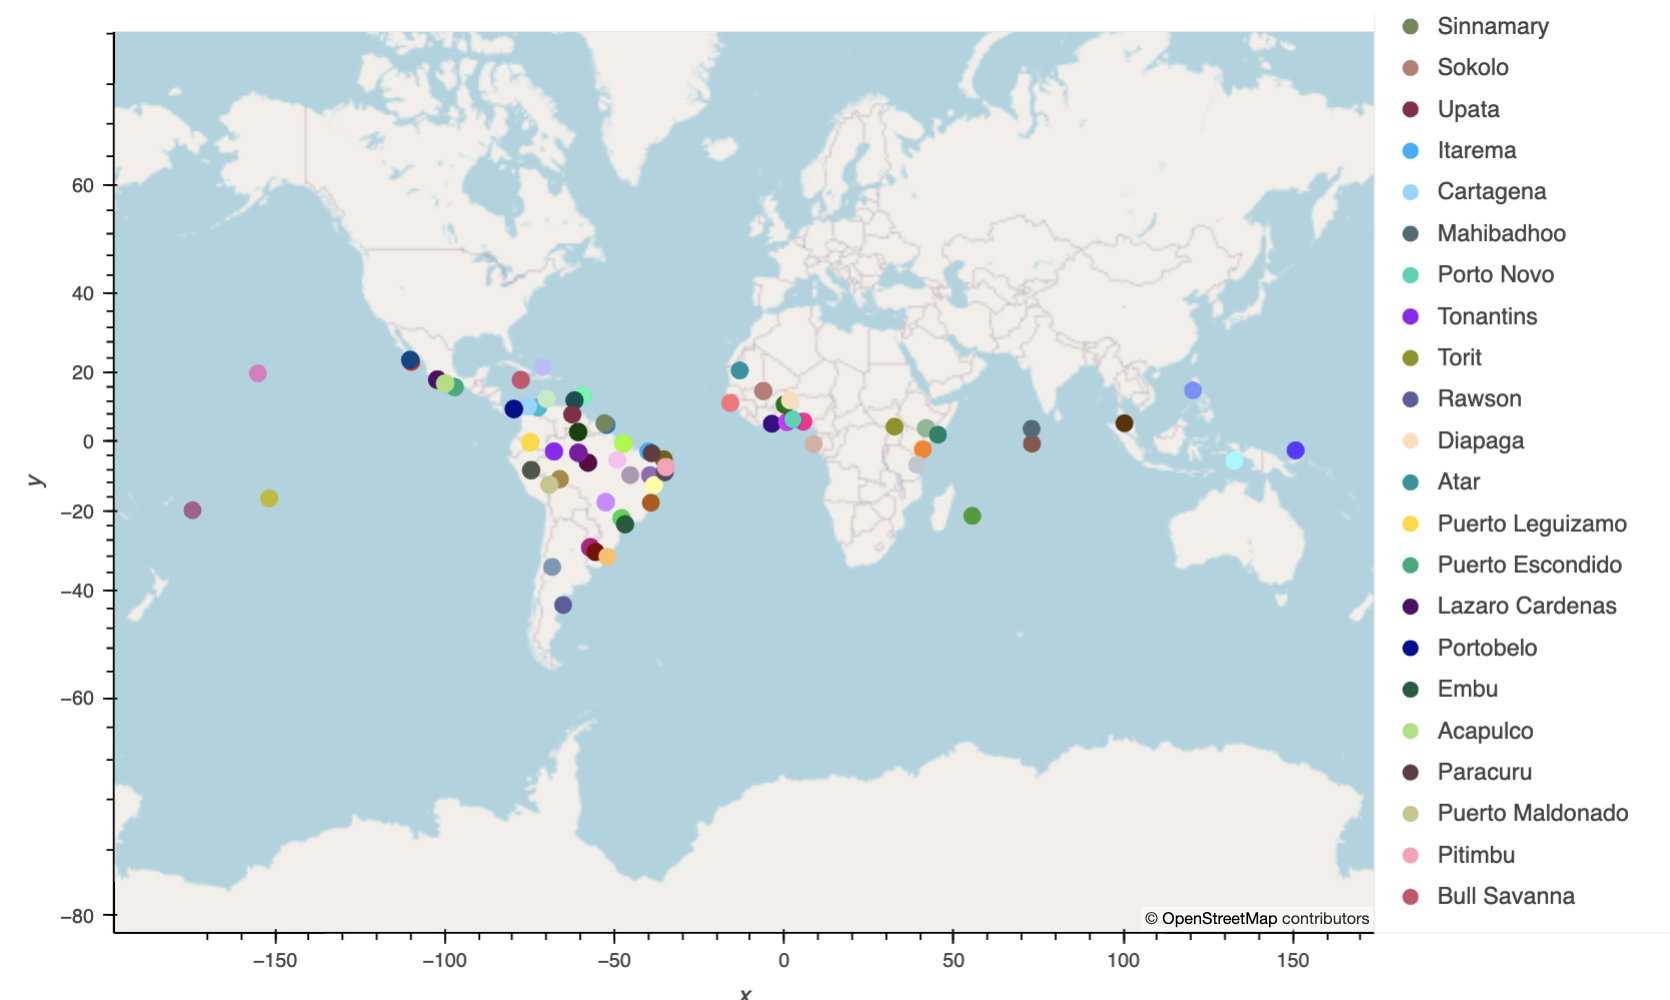 Sinnamary
Sokolo
Upata
Itarema
Cartagena
Mahibadhoo
Porto Novo
Tonantins
Torit
Rawson
Diapaga
Atar
Puerto Leguizamo
Puerto Escondido
Lazaro Cardenas
Portobelo
Embu
Acapulco
Paracuru
Puerto Maldonado
Pitimbu
Bull Savanna
60
40
20
0
−20
−40
−60
−80
y
© OpenStreetMap contributors
−150 −100 −50 0 50 100 150
x